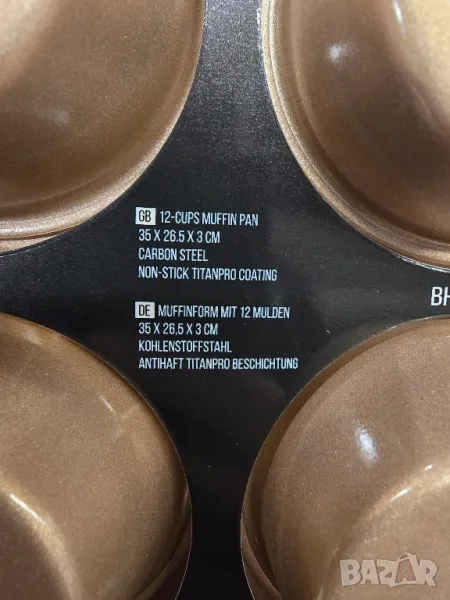 GB 12-CUPS MUFFIN PAN
35 X 26.5 X 3 CM
CARBON STEEL
NON-STICK TITANPRO COATING
DE MUFFINFORM MIT 12 MULDEN
35 X 26,5 X 3 CM
KOHLENSTOFFSTAHL
ANTIHAFT TITANPRO BESCHICHTUNG
BH
BAZAR